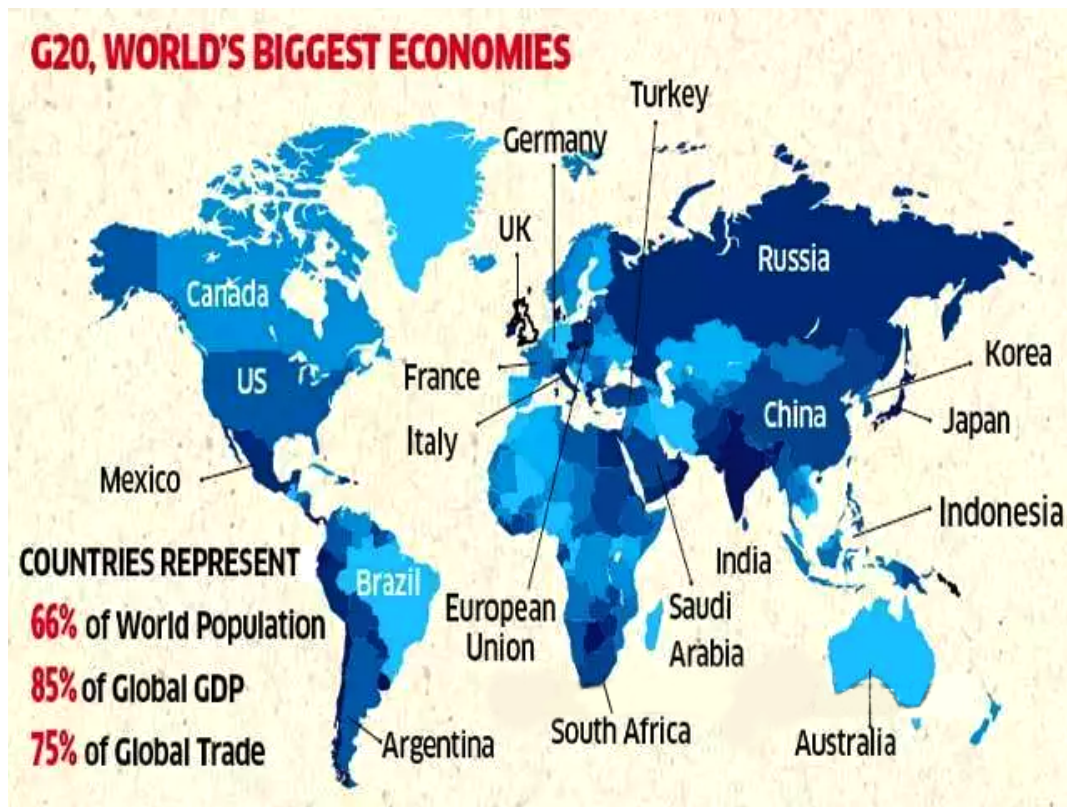 G20, WORLD'S BIGGEST ECONOMIES
Turkey
Germany
UK
Russia
Canada
Korea
US
France
China
Japan
Italy
Mexico
Indonesia
India
COUNTRIES REPRESENT
Brazil
European
Union
Saudi
Arabia
66% of World Population
85% of Global GDP
South Africa
Argentina
Australia
75% of Global Trade